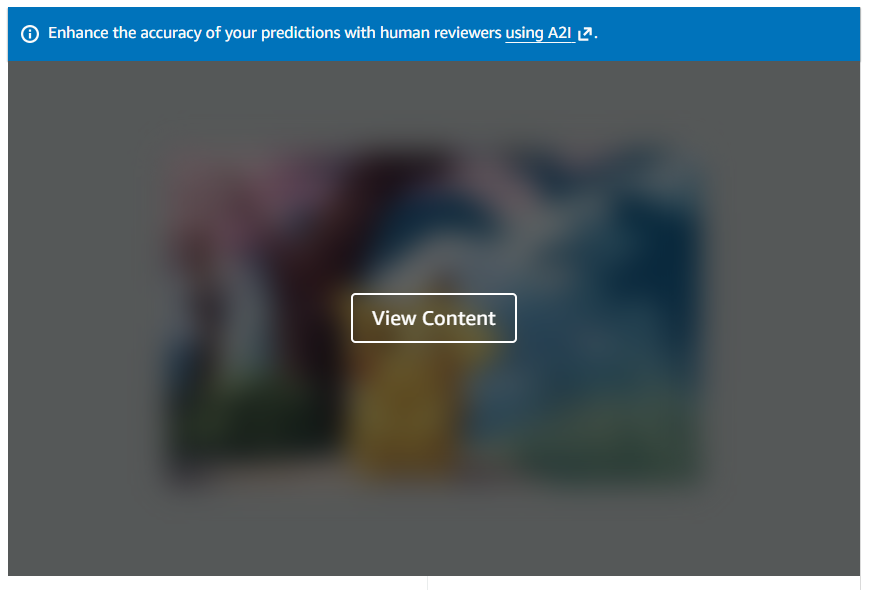 Enhance the accuracy of your predictions with human reviewers using A2I.
View Content